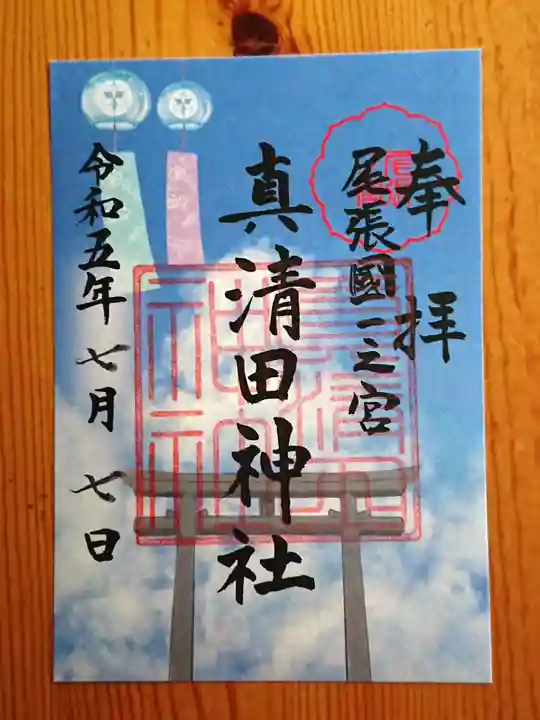 奉拝
尾張國一之宮
真清田神社
令和五年七月七日